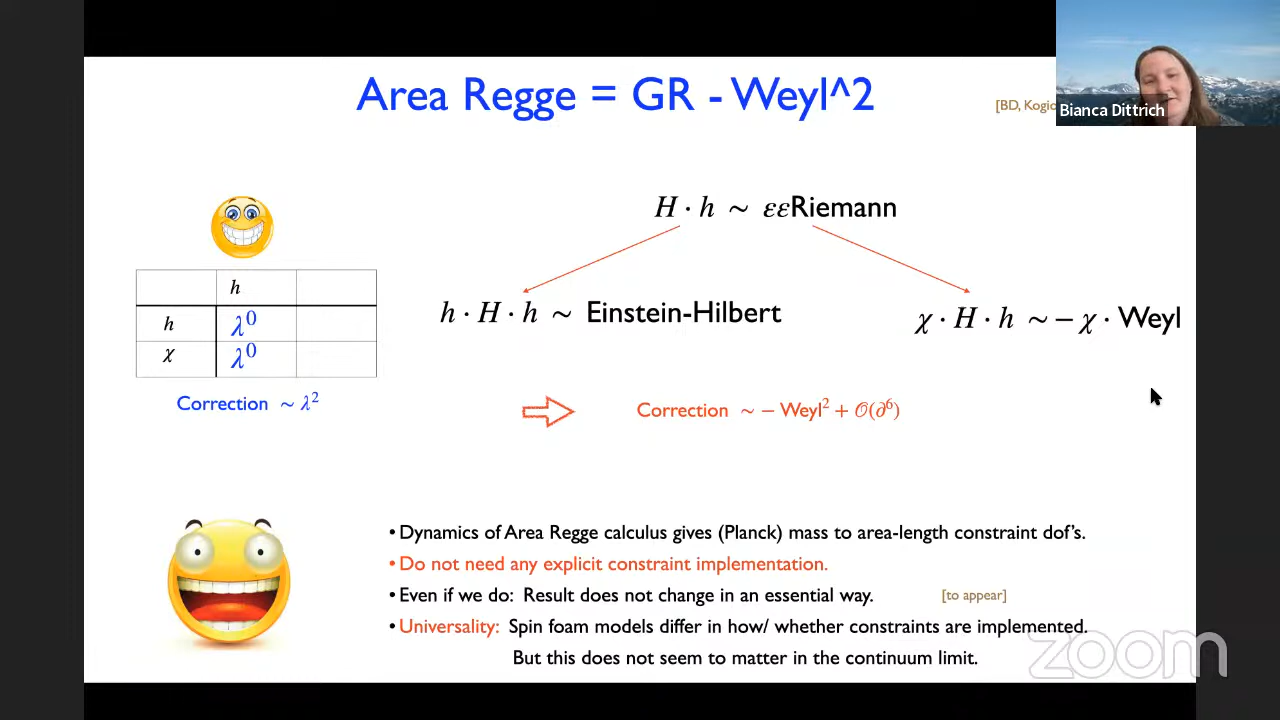 Area Regge = GR - Weyl^2
[BD, Kogio
Bianca Dittrich
H · h ∼ εεRiemann
h
h λ⁰
χ λ⁰
h · H · h ∼ Einstein-Hilbert
χ · H · h ∼ − χ · Weyl
Correction ∼ λ²
Correction ∼ − Weyl² + 𝒪(∂⁶)
• Dynamics of Area Regge calculus gives (Planck) mass to area-length constraint dof's.
• Do not need any explicit constraint implementation.
• Even if we do: Result does not change in an essential way. [to appear]
• Universality: Spin foam models differ in how/ whether constraints are implemented.
But this does not seem to matter in the continuum limit.
zoom